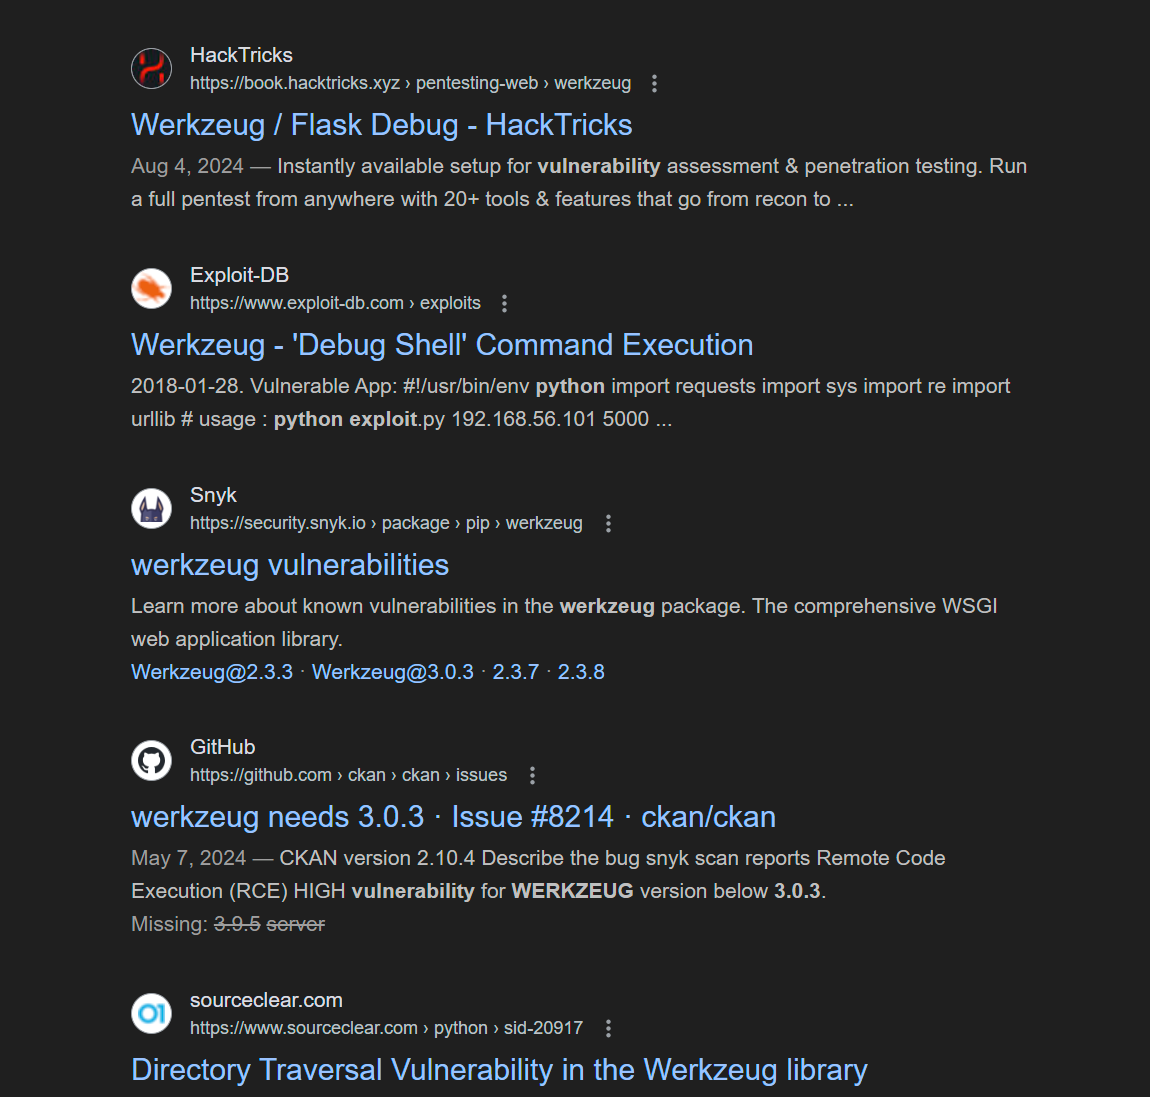 HackTricks
https://book.hacktricks.xyz › pentesting-web › werkzeug
Werkzeug / Flask Debug - HackTricks
Aug 4, 2024 — Instantly available setup for vulnerability assessment & penetration testing. Run
a full pentest from anywhere with 20+ tools & features that go from recon to ...
Exploit-DB
https://www.exploit-db.com › exploits
Werkzeug - 'Debug Shell' Command Execution
2018-01-28. Vulnerable App: #!/usr/bin/env python import requests import sys import re import
urllib # usage : python exploit.py 192.168.56.101 5000 ...
Snyk
https://security.snyk.io › package › pip › werkzeug
werkzeug vulnerabilities
Learn more about known vulnerabilities in the werkzeug package. The comprehensive WSGI
web application library.
Werkzeug@2.3.3 · Werkzeug@3.0.3 · 2.3.7 · 2.3.8
GitHub
https://github.com › ckan › ckan › issues
werkzeug needs 3.0.3 · Issue #8214 · ckan/ckan
May 7, 2024 — CKAN version 2.10.4 Describe the bug snyk scan reports Remote Code
Execution (RCE) HIGH vulnerability for WERKZEUG version below 3.0.3.
Missing: 3.9.5 server
sourceclear.com
https://www.sourceclear.com › python › sid-20917
Directory Traversal Vulnerability in the Werkzeug library